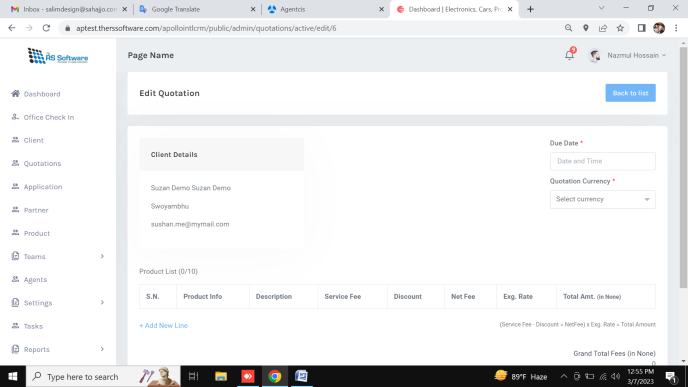 Inbox - salimdesign@sahajjo.com
Google Translate
Agentcis
Dashboard | Electronics, Cars, Pro
aptest.therssoftware.com/apollointlcrm/public/admin/quotations/active/edit/6
RS Software
Page Name
9
Nazmul Hossain
Edit Quotation
Back to list
Dashboard
Office Check In
Client
Quotations
Application
Partner
Product
Teams
Agents
Settings
Tasks
Reports
Client Details
Suzan Demo Suzan Demo
Swoyambhu
sushan.me@mymail.com
Due Date *
Date and Time
Quotation Currency *
Select currency
Product List (0/10)
S.N. Product Info Description Service Fee Discount Net Fee Exg. Rate Total Amt. (in None)
+ Add New Line
(Service Fee - Discount = NetFee) x Exg. Rate = Total Amount
Grand Total Fees (in None)
0
Type here to search
89°F Haze
12:55 PM
3/7/2023